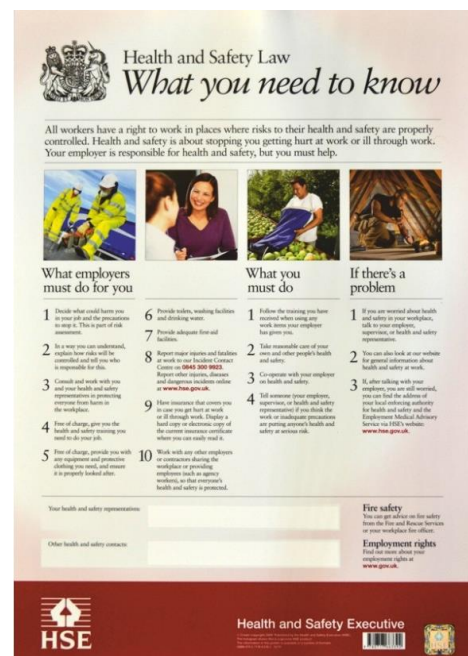 Health and Safety Law
What you need to know
All workers have a right to work in places where risks to their health and safety are properly
controlled. Health and safety is about stopping you getting hurt at work or ill through work.
Your employer is responsible for health and safety, but you must help.
What employers
must do for you
1 Decide what could harm you
in your job and the precautions
to stop it. This is part of risk
assessment.
2 In a way you can understand,
explain how risks will be
controlled and tell you who
is responsible for this.
3 Consult and work with you
and your health and safety
representatives in protecting
everyone from harm in
the workplace.
4 Free of charge, give you the
health and safety training you
need to do your job.
5 Free of charge, provide you with
any equipment and protective
clothing you need, and ensure
it is properly looked after.
6 Provide toilets, washing facilities
and drinking water.
7 Provide adequate first-aid
facilities.
8 Report major injuries and fatalities
at work to our Incident Contact
Centre on 0845 300 9923.
Report other injuries, diseases
and dangerous incidents online
at www.hse.gov.uk.
9 Have insurance that covers you
in case you get hurt at work
or ill through work. Display a
hard copy or electronic copy of
the current insurance certificate
where you can easily read it.
10 Work with any other employers
or contractors sharing the
workplace or providing
employees (such as agency
workers), so that everyone's
health and safety is protected.
What you
must do
1 Follow the training you have
received when using any
work items your employer
has given you.
2 Take reasonable care of your
own and other people's health
and safety.
3 Co-operate with your employer
on health and safety.
4 Tell someone (your employer,
supervisor, or health and safety
representative) if you think the
work or inadequate precautions
are putting anyone's health and
safety at serious risk.
If there's a
problem
1 If you are worried about health
and safety in your workplace,
talk to your employer,
supervisor, or health and safety
representative.
2 You can also look at our website
for general information about
health and safety at work.
3 If, after talking with your
employer, you are still worried,
you can find the address of
your local enforcing authority
for health and safety and the
Employment Medical Advisory
Service via HSE's website:
www.hse.gov.uk.
Your health and safety representatives:
Other health and safety contacts:
Fire safety
You can get advice on fire safety
from the Fire and Rescue Services
or your workplace fire officer.
Employment rights
Find out more about your
employment rights at
www.gov.uk.
HSE
Health and Safety Executive